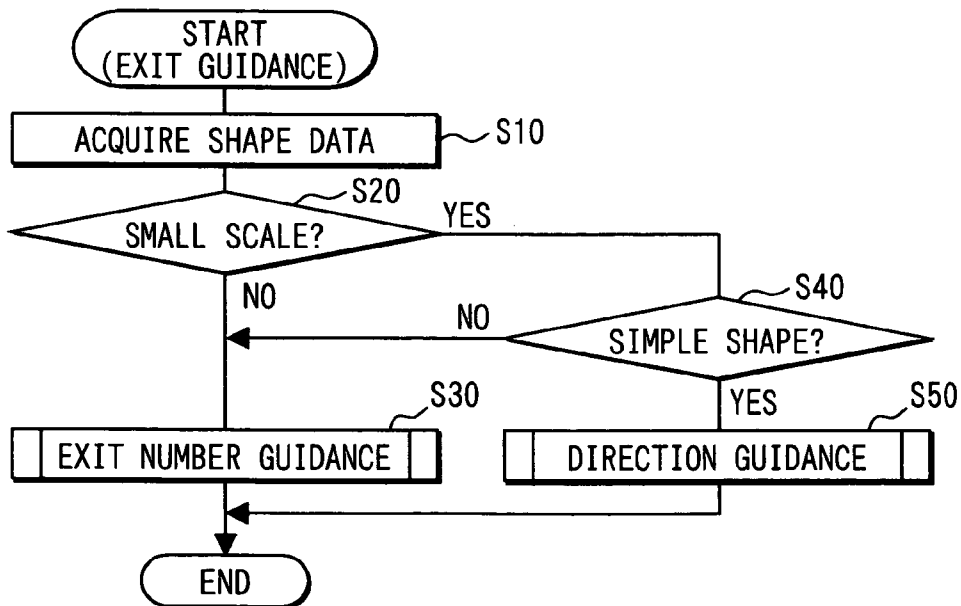 START
(EXIT GUIDANCE)
ACQUIRE SHAPE DATA
S10
S20
SMALL SCALE?
YES
NO
S40
NO
SIMPLE SHAPE?
YES
S30
S50
EXIT NUMBER GUIDANCE
DIRECTION GUIDANCE
END